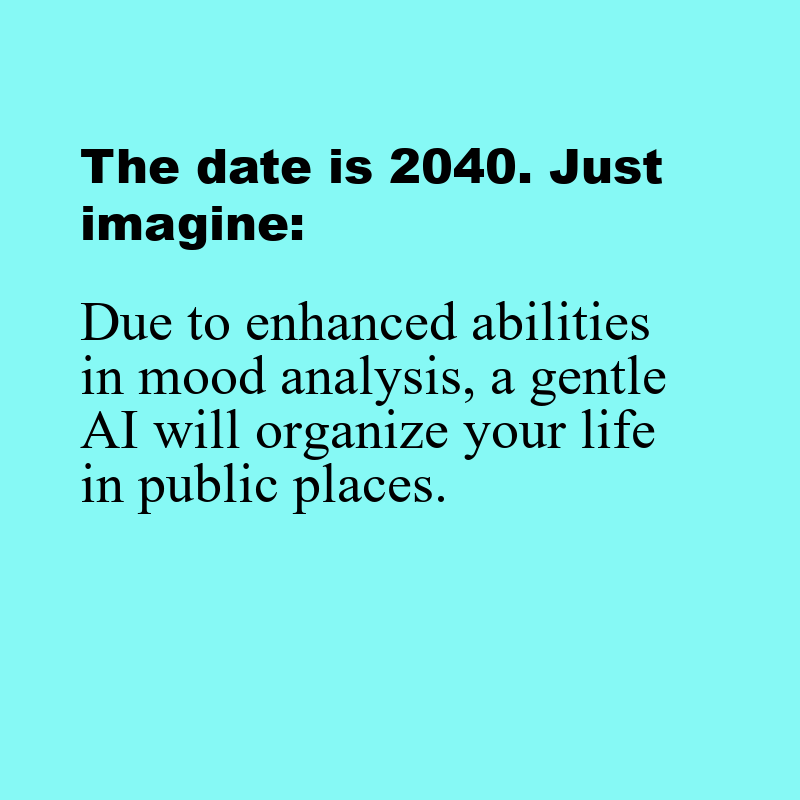 The date is 2040. Just
imagine:
Due to enhanced abilities
in mood analysis, a gentle
AI will organize your life
in public places.